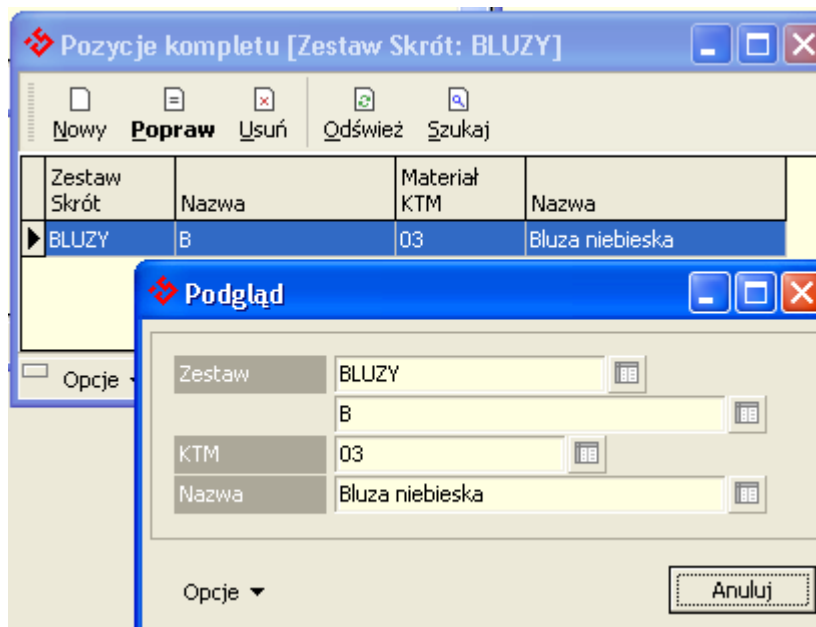 Pozycje kompletu [Zestaw Skrót: BLUZY]
Nowy Popraw Usuń Odśwież Szukaj
Zestaw Skrót Nazwa Materiał KTM Nazwa
BLUZY B 03 Bluza niebieska
Opcje
Podgląd
Zestaw BLUZY
B
KTM 03
Nazwa Bluza niebieska
Opcje Anuluj